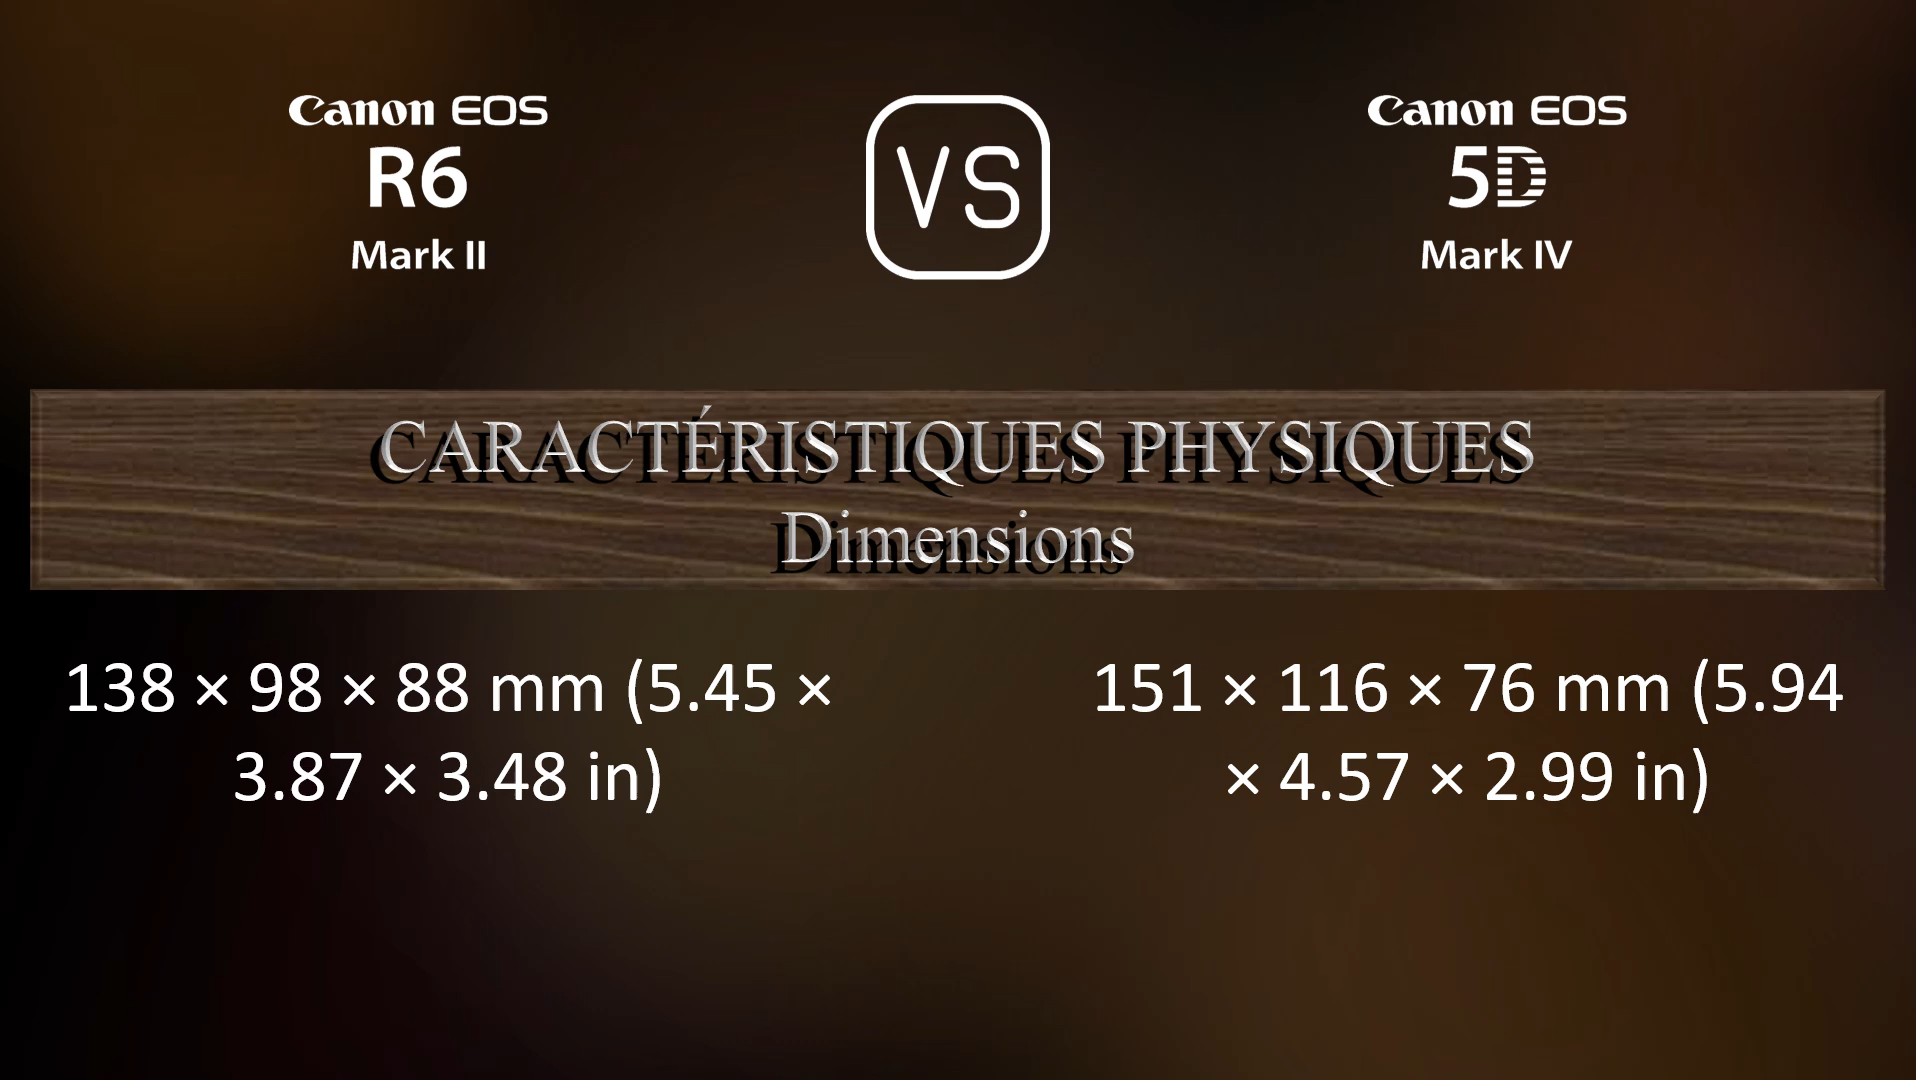 Canon EOS
R6
Mark II
VS
Canon EOS
5D
Mark IV
CARACTÉRISTIQUES PHYSIQUES
Dimensions
138 × 98 × 88 mm (5.45 ×
3.87 × 3.48 in)
151 × 116 × 76 mm (5.94
× 4.57 × 2.99 in)